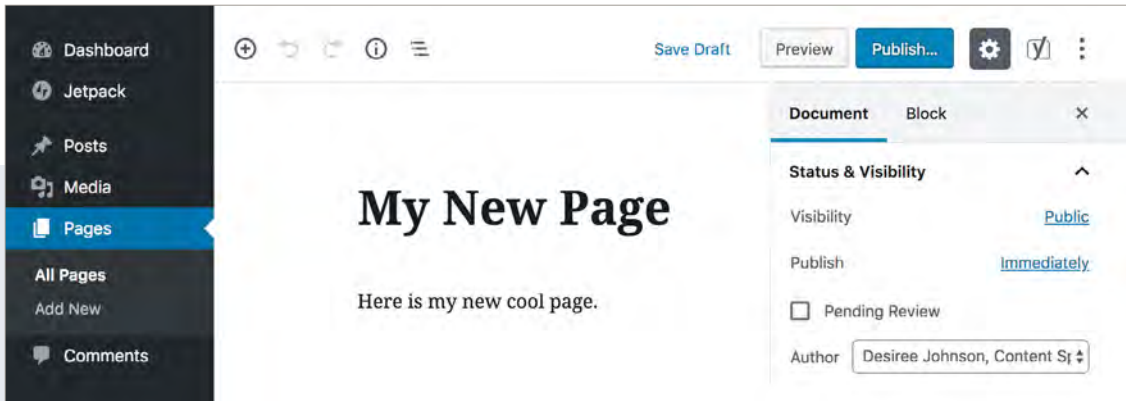 Dashboard
Jetpack
Posts
Media
Pages
All Pages
Add New
Comments
Save Draft
Preview
Publish...
Document
Block
Status & Visibility
Visibility
Public
Publish
Immediately
Pending Review
Author
Desiree Johnson, Content
My New Page
Here is my new cool page.